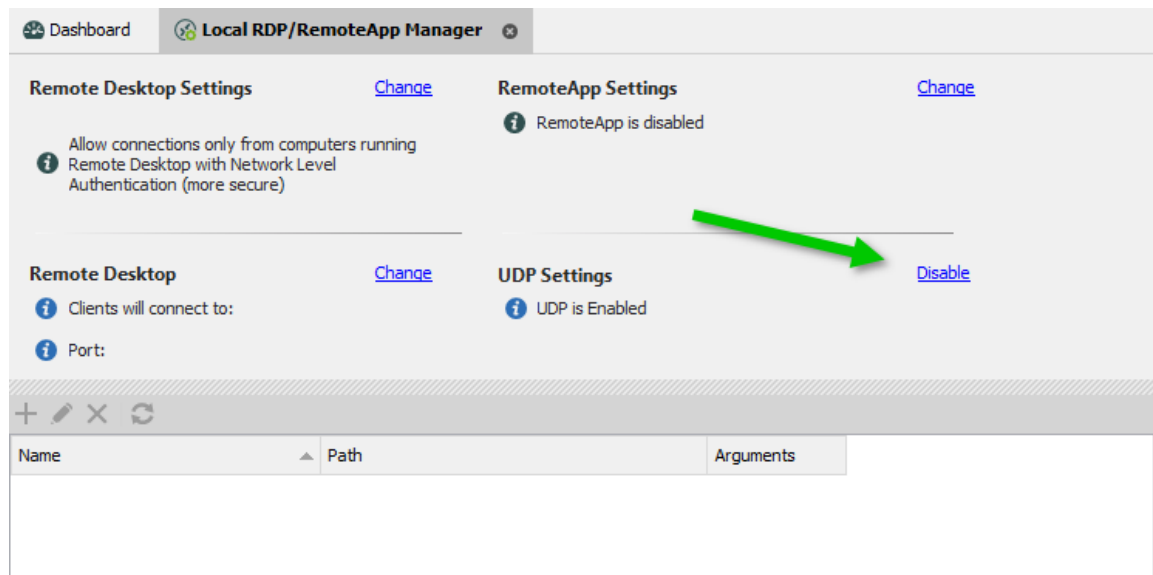 Dashboard
Local RDP/RemoteApp Manager
Remote Desktop Settings
Change
Allow connections only from computers running
Remote Desktop with Network Level
Authentication (more secure)
RemoteApp Settings
Change
RemoteApp is disabled
Remote Desktop
Change
Clients will connect to:
Port:
UDP Settings
Disable
UDP is Enabled
Name
Path
Arguments